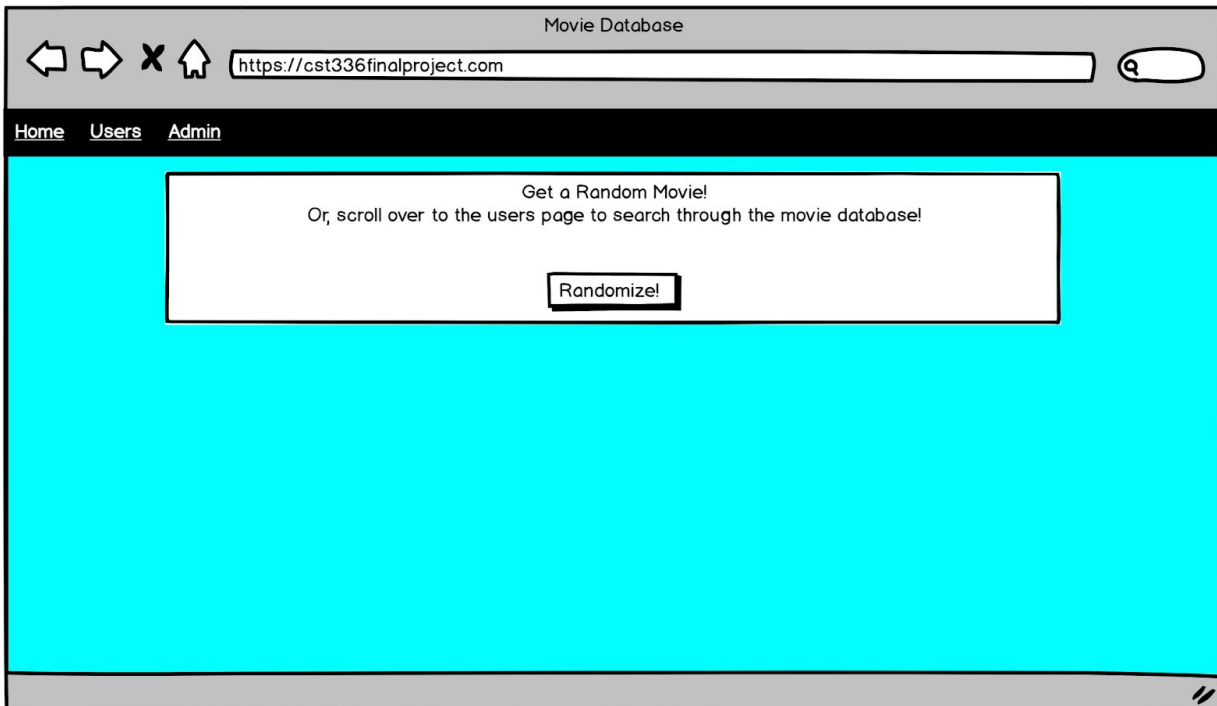 Movie Database
https://cst336finalproject.com
Home Users Admin
Get a Random Movie!
Or, scroll over to the users page to search through the movie database!
Randomize!